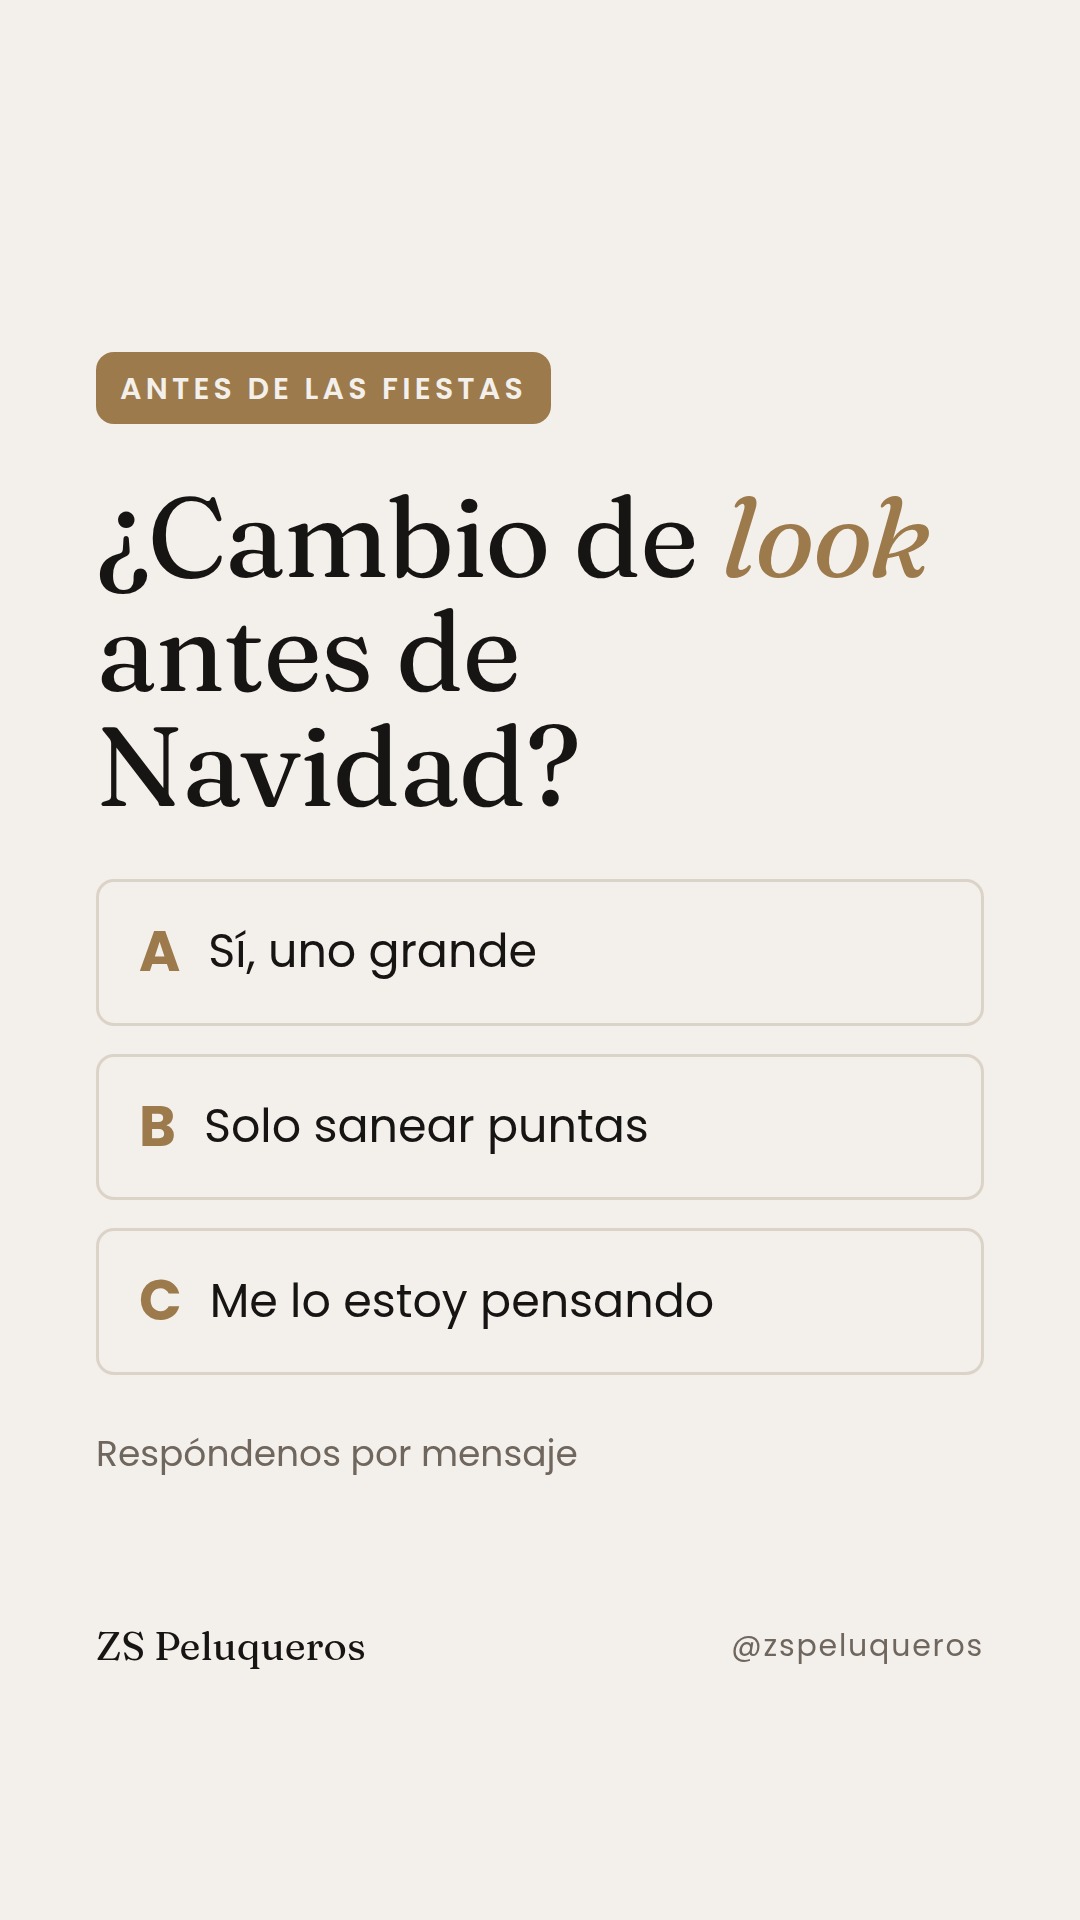 ANTES DE LAS FIESTAS
¿Cambio de look
antes de
Navidad?
A Sí, uno grande
B Solo sanear puntas
C Me lo estoy pensando
Respóndenos por mensaje
ZS Peluqueros @zspeluqueros